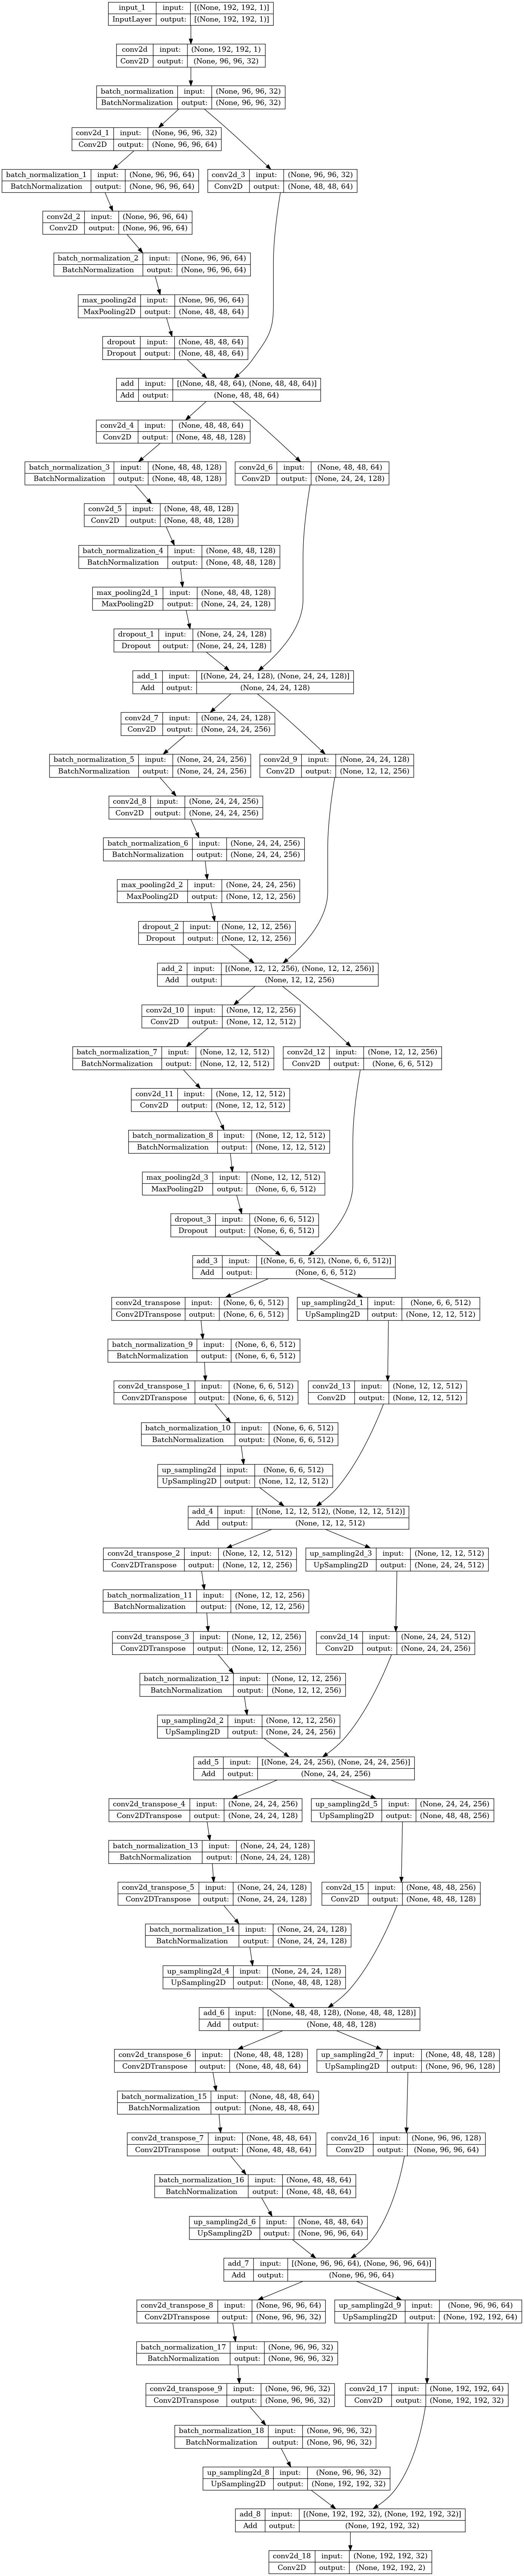 input_1 input: [(None, 192, 192, 1)]
InputLayer output: [(None, 192, 192, 1)]
conv2d input: (None, 192, 192, 1)
Conv2D output: (None, 96, 96, 32)
batch_normalization input: (None, 96, 96, 32)
BatchNormalization output: (None, 96, 96, 32)
conv2d_1 input: (None, 96, 96, 32)
Conv2D output: (None, 96, 96, 64)
batch_normalization_1 input: (None, 96, 96, 64)
BatchNormalization output: (None, 96, 96, 64)
conv2d_3 input: (None, 96, 96, 32)
Conv2D output: (None, 48, 48, 64)
conv2d_2 input: (None, 96, 96, 64)
Conv2D output: (None, 96, 96, 64)
batch_normalization_2 input: (None, 96, 96, 64)
BatchNormalization output: (None, 96, 96, 64)
max_pooling2d input: (None, 96, 96, 64)
MaxPooling2D output: (None, 48, 48, 64)
dropout input: (None, 48, 48, 64)
Dropout output: (None, 48, 48, 64)
add input: [(None, 48, 48, 64), (None, 48, 48, 64)]
Add output: (None, 48, 48, 64)
conv2d_4 input: (None, 48, 48, 64)
Conv2D output: (None, 48, 48, 128)
batch_normalization_3 input: (None, 48, 48, 128)
BatchNormalization output: (None, 48, 48, 128)
conv2d_6 input: (None, 48, 48, 64)
Conv2D output: (None, 24, 24, 128)
conv2d_5 input: (None, 48, 48, 128)
Conv2D output: (None, 48, 48, 128)
batch_normalization_4 input: (None, 48, 48, 128)
BatchNormalization output: (None, 48, 48, 128)
max_pooling2d_1 input: (None, 48, 48, 128)
MaxPooling2D output: (None, 24, 24, 128)
dropout_1 input: (None, 24, 24, 128)
Dropout output: (None, 24, 24, 128)
add_1 input: [(None, 24, 24, 128), (None, 24, 24, 128)]
Add output: (None, 24, 24, 128)
conv2d_7 input: (None, 24, 24, 128)
Conv2D output: (None, 24, 24, 256)
batch_normalization_5 input: (None, 24, 24, 256)
BatchNormalization output: (None, 24, 24, 256)
conv2d_9 input: (None, 24, 24, 128)
Conv2D output: (None, 12, 12, 256)
conv2d_8 input: (None, 24, 24, 256)
Conv2D output: (None, 24, 24, 256)
batch_normalization_6 input: (None, 24, 24, 256)
BatchNormalization output: (None, 24, 24, 256)
max_pooling2d_2 input: (None, 24, 24, 256)
MaxPooling2D output: (None, 12, 12, 256)
dropout_2 input: (None, 12, 12, 256)
Dropout output: (None, 12, 12, 256)
add_2 input: [(None, 12, 12, 256), (None, 12, 12, 256)]
Add output: (None, 12, 12, 256)
conv2d_10 input: (None, 12, 12, 256)
Conv2D output: (None, 12, 12, 512)
batch_normalization_7 input: (None, 12, 12, 512)
BatchNormalization output: (None, 12, 12, 512)
conv2d_12 input: (None, 12, 12, 256)
Conv2D output: (None, 6, 6, 512)
conv2d_11 input: (None, 12, 12, 512)
Conv2D output: (None, 12, 12, 512)
batch_normalization_8 input: (None, 12, 12, 512)
BatchNormalization output: (None, 12, 12, 512)
max_pooling2d_3 input: (None, 12, 12, 512)
MaxPooling2D output: (None, 6, 6, 512)
dropout_3 input: (None, 6, 6, 512)
Dropout output: (None, 6, 6, 512)
add_3 input: [(None, 6, 6, 512), (None, 6, 6, 512)]
Add output: (None, 6, 6, 512)
conv2d_transpose input: (None, 6, 6, 512)
Conv2DTranspose output: (None, 6, 6, 512)
up_sampling2d_1 input: (None, 6, 6, 512)
UpSampling2D output: (None, 12, 12, 512)
batch_normalization_9 input: (None, 6, 6, 512)
BatchNormalization output: (None, 6, 6, 512)
conv2d_transpose_1 input: (None, 6, 6, 512)
Conv2DTranspose output: (None, 6, 6, 512)
conv2d_13 input: (None, 12, 12, 512)
Conv2D output: (None, 12, 12, 512)
batch_normalization_10 input: (None, 6, 6, 512)
BatchNormalization output: (None, 6, 6, 512)
up_sampling2d input: (None, 6, 6, 512)
UpSampling2D output: (None, 12, 12, 512)
add_4 input: [(None, 12, 12, 512), (None, 12, 12, 512)]
Add output: (None, 12, 12, 512)
conv2d_transpose_2 input: (None, 12, 12, 512)
Conv2DTranspose output: (None, 12, 12, 256)
up_sampling2d_3 input: (None, 12, 12, 512)
UpSampling2D output: (None, 24, 24, 512)
batch_normalization_11 input: (None, 12, 12, 256)
BatchNormalization output: (None, 12, 12, 256)
conv2d_transpose_3 input: (None, 12, 12, 256)
Conv2DTranspose output: (None, 12, 12, 256)
conv2d_14 input: (None, 24, 24, 512)
Conv2D output: (None, 24, 24, 256)
batch_normalization_12 input: (None, 12, 12, 256)
BatchNormalization output: (None, 12, 12, 256)
up_sampling2d_2 input: (None, 12, 12, 256)
UpSampling2D output: (None, 24, 24, 256)
add_5 input: [(None, 24, 24, 256), (None, 24, 24, 256)]
Add output: (None, 24, 24, 256)
conv2d_transpose_4 input: (None, 24, 24, 256)
Conv2DTranspose output: (None, 24, 24, 128)
up_sampling2d_5 input: (None, 24, 24, 256)
UpSampling2D output: (None, 48, 48, 256)
batch_normalization_13 input: (None, 24, 24, 128)
BatchNormalization output: (None, 24, 24, 128)
conv2d_transpose_5 input: (None, 24, 24, 128)
Conv2DTranspose output: (None, 24, 24, 128)
conv2d_15 input: (None, 48, 48, 256)
Conv2D output: (None, 48, 48, 128)
batch_normalization_14 input: (None, 24, 24, 128)
BatchNormalization output: (None, 24, 24, 128)
up_sampling2d_4 input: (None, 24, 24, 128)
UpSampling2D output: (None, 48, 48, 128)
add_6 input: [(None, 48, 48, 128), (None, 48, 48, 128)]
Add output: (None, 48, 48, 128)
conv2d_transpose_6 input: (None, 48, 48, 128)
Conv2DTranspose output: (None, 48, 48, 64)
up_sampling2d_7 input: (None, 48, 48, 128)
UpSampling2D output: (None, 96, 96, 128)
batch_normalization_15 input: (None, 48, 48, 64)
BatchNormalization output: (None, 48, 48, 64)
conv2d_transpose_7 input: (None, 48, 48, 64)
Conv2DTranspose output: (None, 48, 48, 64)
conv2d_16 input: (None, 96, 96, 128)
Conv2D output: (None, 96, 96, 64)
batch_normalization_16 input: (None, 48, 48, 64)
BatchNormalization output: (None, 48, 48, 64)
up_sampling2d_6 input: (None, 48, 48, 64)
UpSampling2D output: (None, 96, 96, 64)
add_7 input: [(None, 96, 96, 64), (None, 96, 96, 64)]
Add output: (None, 96, 96, 64)
conv2d_transpose_8 input: (None, 96, 96, 64)
Conv2DTranspose output: (None, 96, 96, 32)
up_sampling2d_9 input: (None, 96, 96, 64)
UpSampling2D output: (None, 192, 192, 64)
batch_normalization_17 input: (None, 96, 96, 32)
BatchNormalization output: (None, 96, 96, 32)
conv2d_transpose_9 input: (None, 96, 96, 32)
Conv2DTranspose output: (None, 96, 96, 32)
conv2d_17 input: (None, 192, 192, 64)
Conv2D output: (None, 192, 192, 32)
batch_normalization_18 input: (None, 96, 96, 32)
BatchNormalization output: (None, 96, 96, 32)
up_sampling2d_8 input: (None, 96, 96, 32)
UpSampling2D output: (None, 192, 192, 32)
add_8 input: [(None, 192, 192, 32), (None, 192, 192, 32)]
Add output: (None, 192, 192, 32)
conv2d_18 input: (None, 192, 192, 32)
Conv2D output: (None, 192, 192, 2)